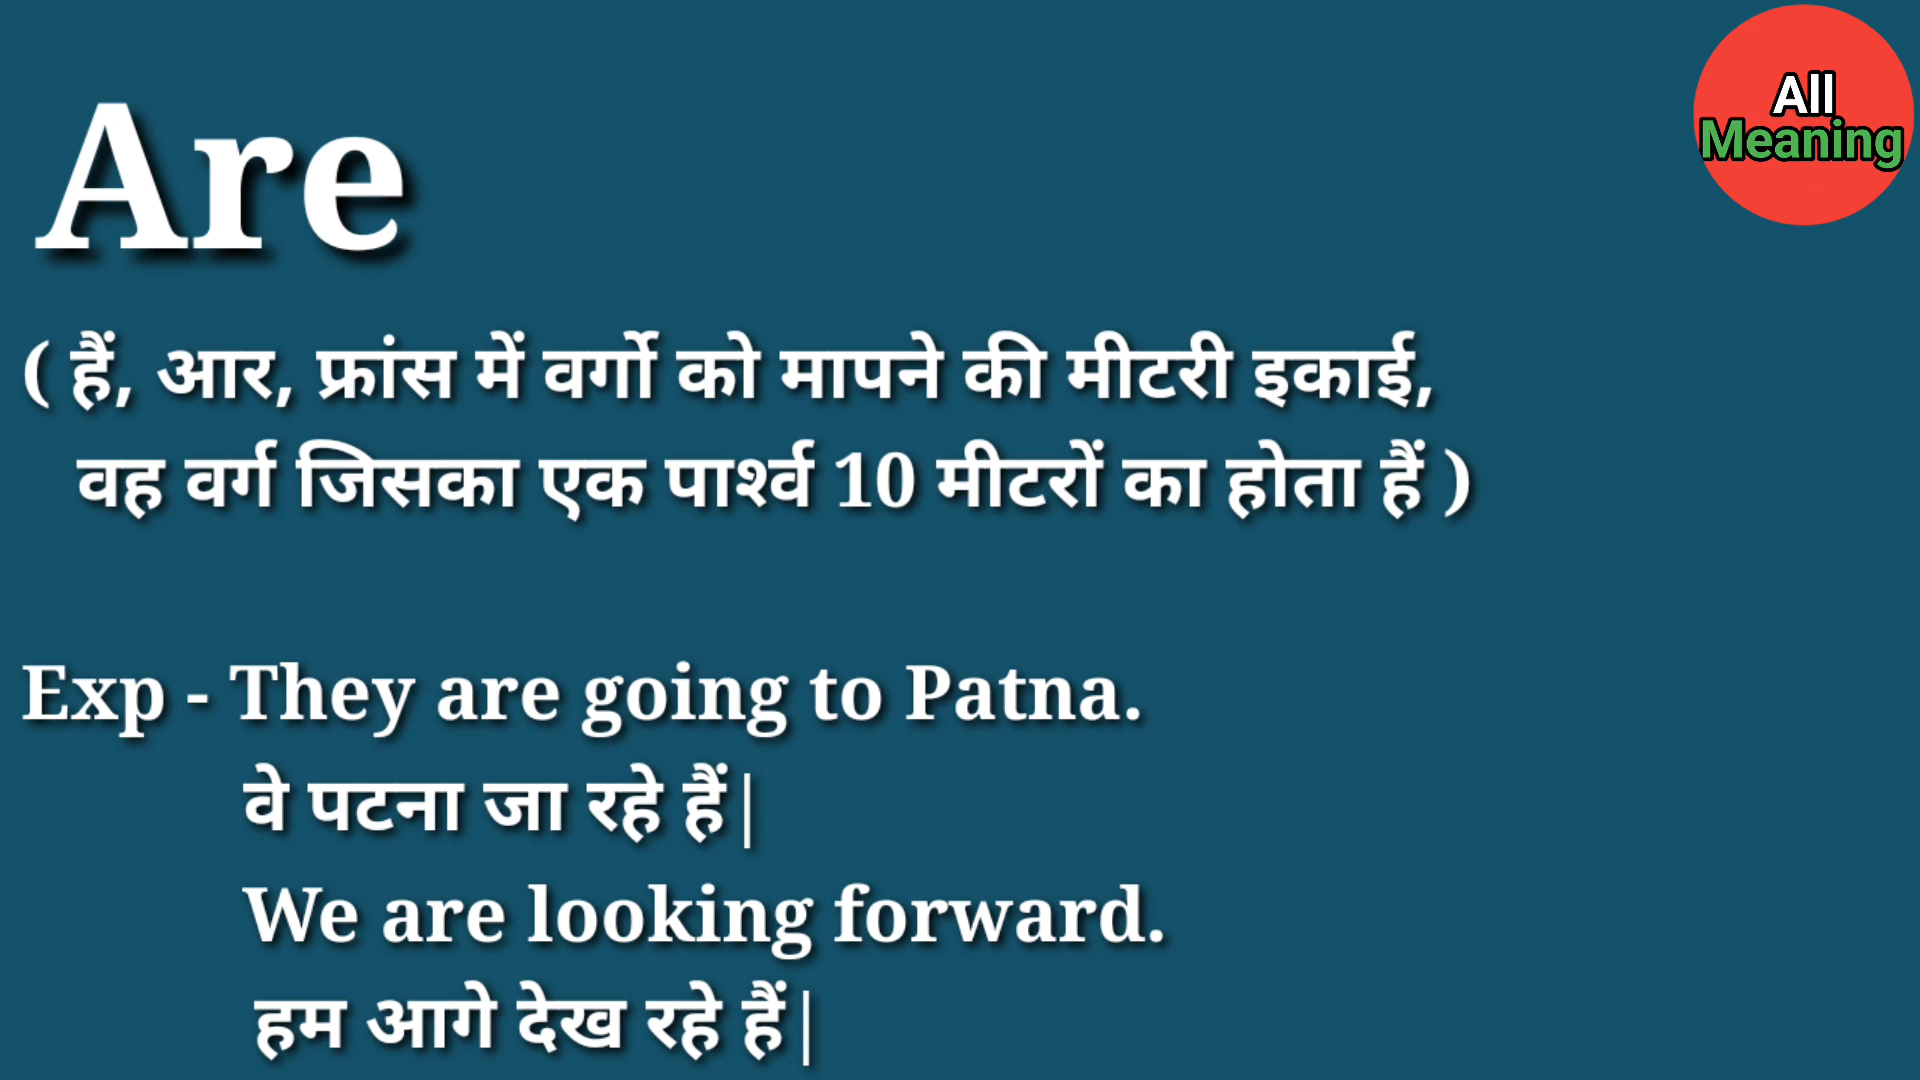 All
Meaning
Are
( हैं, आर, फ्रांस में वर्गो को मापने की मीटरी इकाई,
वह वर्ग जिसका एक पार्श्व 10 मीटरों का होता हैं )
Exp - They are going to Patna.
वे पटना जा रहे हैं|
We are looking forward.
हम आगे देख रहे हैं|